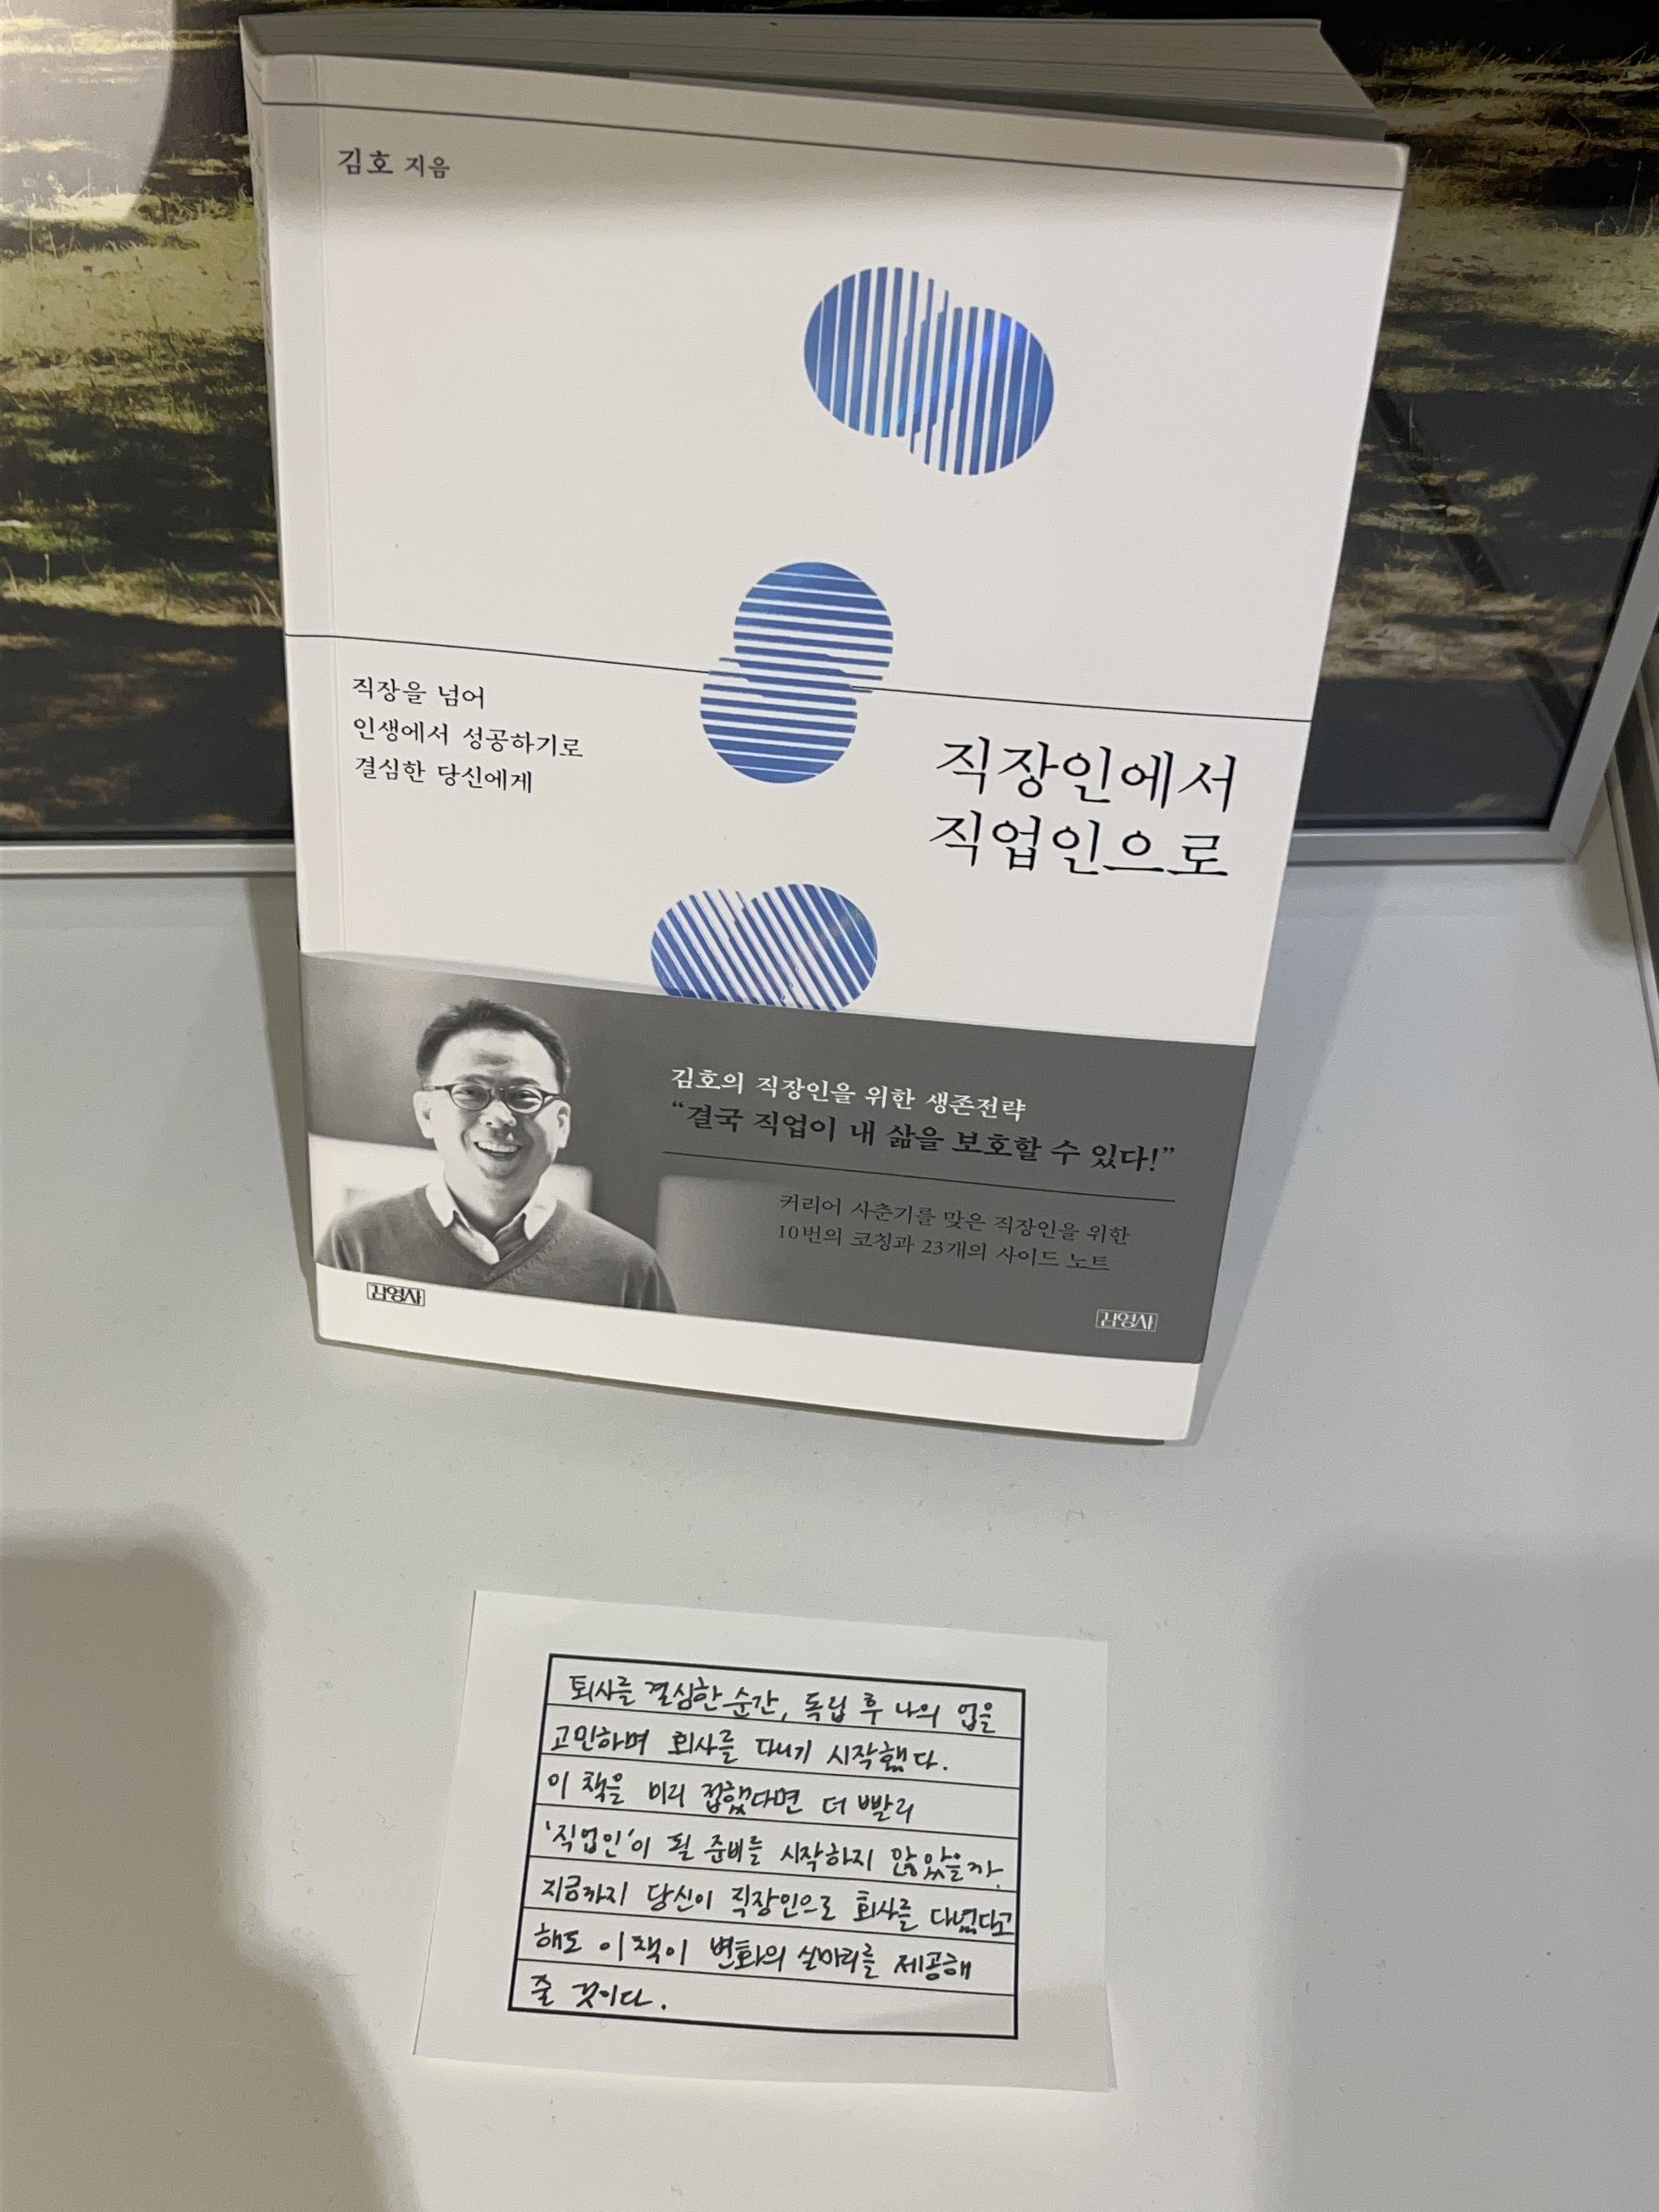 김호 지음
직장을 넘어
인생에서 성공하기로
결심한 당신에게
직장인에서
직업인으로
김호의 직장인을 위한 생존전략
“결국 직업이 내 삶을 보호할 수 있다!”
커리어 사춘기를 맞은 직장인을 위한
10번의 코칭과 23개의 사이드 노트
김영사
김영사
퇴사를 결심한 순간, 독립 후 나의 업을
고민하며 회사를 다니기 시작했다.
이 책을 미리 접했다면 더 빨리
‘직업인’이 될 준비를 시작하지 않았을까.
지금까지 당신이 직장인으로 회사를 다녔다고
해도 이 책이 변화의 실마리를 제공해
줄 것이다.